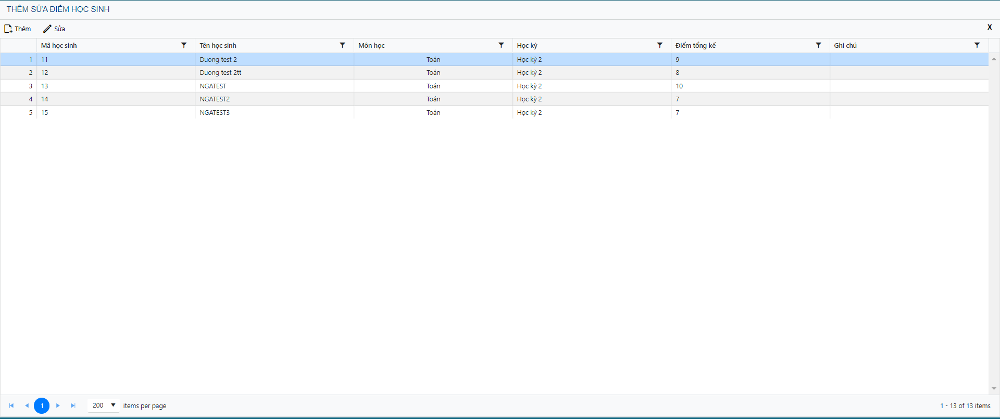 THÊM SỬA ĐIỂM HỌC SINH
Thêm Sửa X
Mã học sinh Tên học sinh Môn học Học kỳ Điểm tổng kế Ghi chú
1 11 Duong test 2 Toán Học kỳ 2 9
2 12 Duong test 2tt Toán Học kỳ 2 8
3 13 NGATEST Toán Học kỳ 2 10
4 14 NGATEST2 Toán Học kỳ 2 7
5 15 NGATEST3 Toán Học kỳ 2 7
1 200 items per page 1 - 13 of 13 items